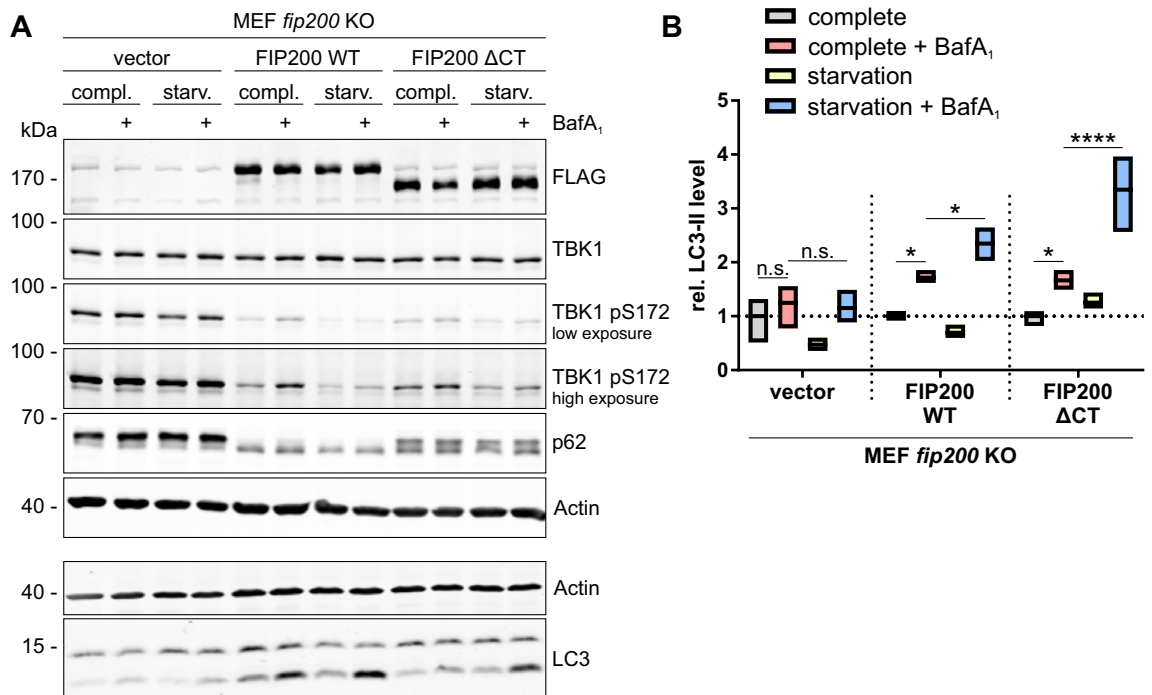 A
MEF fip200 KO
vector FIP200 WT FIP200 ΔCT
compl. starv. compl. starv. compl. starv.
kDa + + + + + + BafA₁
170 - FLAG
100 -
TBK1
100 -
TBK1 pS172
low exposure
100 -
TBK1 pS172
high exposure
70 -
p62
40 - Actin
40 - Actin
15 -
LC3
B
complete
complete + BafA₁
starvation
starvation + BafA₁
rel. LC3-II level
5
4
3
2
1
0
n.s. n.s.
* *
* ****
vector FIP200 FIP200
WT ΔCT
MEF fip200 KO